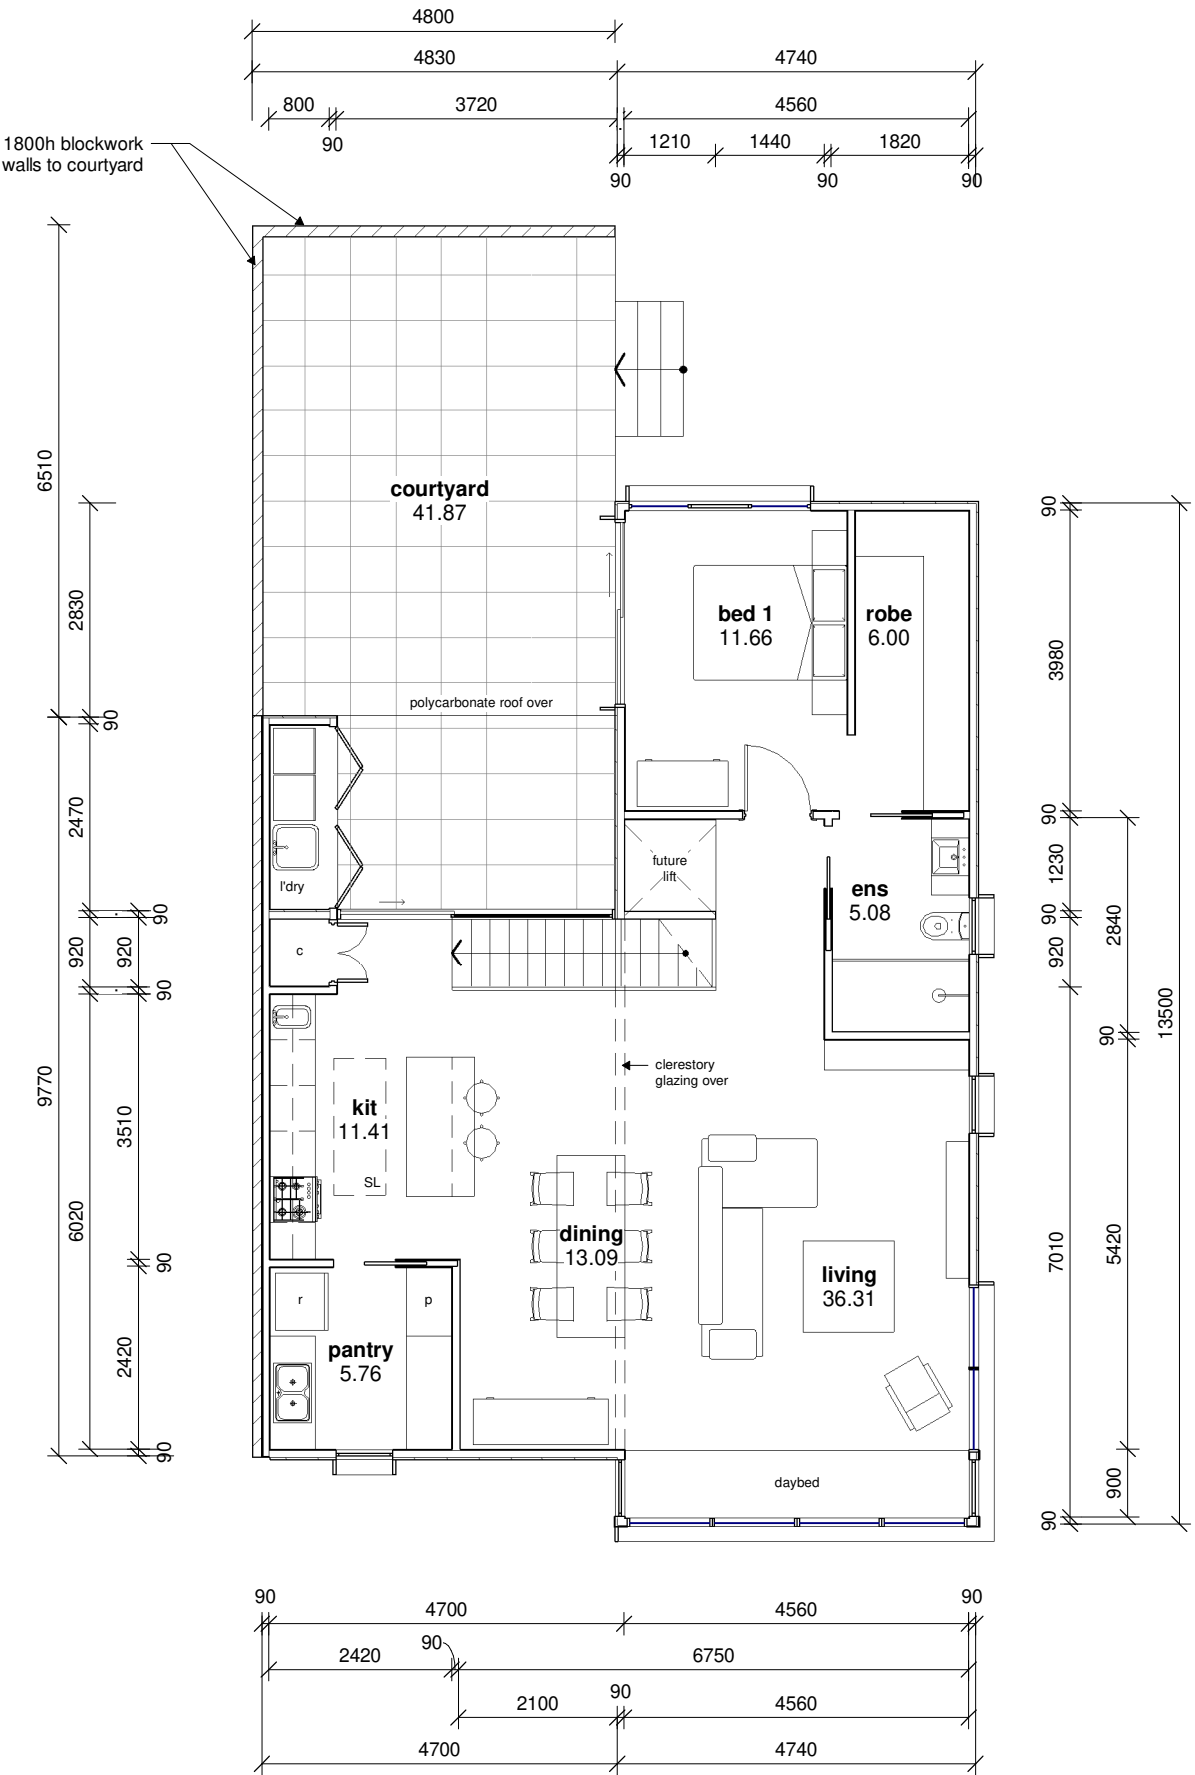 4800
4830
4740
800
3720
4560
90
1210
1440
1820
90
90
90
1800h blockwork
walls to courtyard
6510
2830
90
2470
90
920
920
90
90
9770
3510
6020
90
2420
90
courtyard
41.87
polycarbonate roof over
bed 1
11.66
robe
6.00
future
lift
l'dry
ens
5.08
c
clerestory
glazing over
kit
11.41
SL
dining
13.09
living
36.31
r
p
pantry
5.76
daybed
90
3980
90
1230
90
2840
920
90
13500
7010
5420
900
90
90
4700
4560
90
2420
90
6750
2100
90
4560
4700
4740